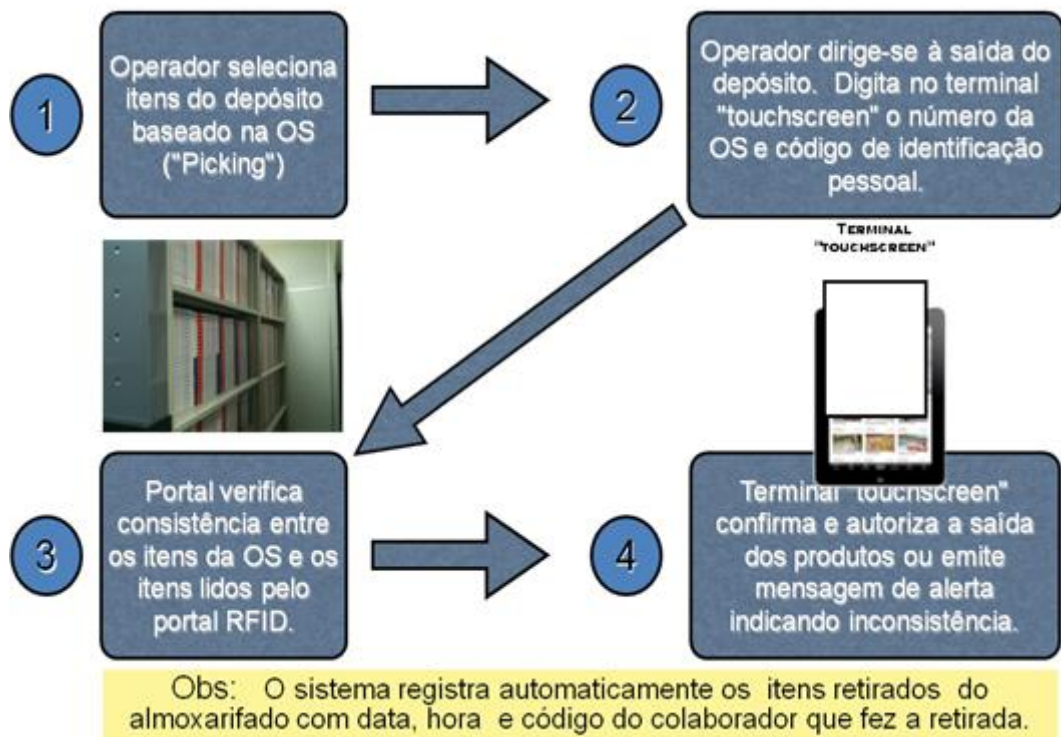 1
Operador seleciona
itens do depósito
baseado na OS
("Picking")
2
Operador dirige-se à saída do
depósito. Digita no terminal
"touchscreen" o número da
OS e código de identificação
pessoal.
TERMINAL
"TOUCHSCREEN"
3
Portal verifica
consistência entre
os itens da OS e os
itens lidos pelo
portal RFID.
4
Terminal "touchscreen"
confirma e autoriza a saída
dos produtos ou emite
mensagem de alerta
indicando inconsistência.
Obs: O sistema registra automaticamente os itens retirados do
almoxarifado com data, hora e código do colaborador que fez a retirada.